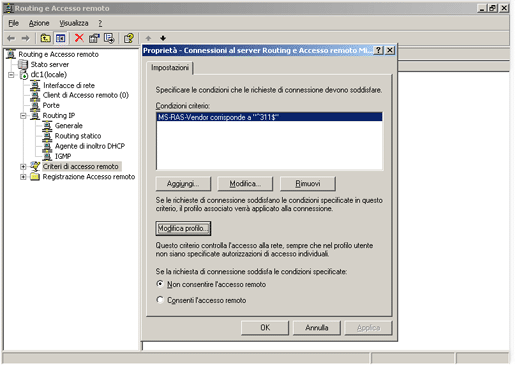 Routing e Accesso remoto
File Azione Visualizza ?
Routing e Accesso remoto
Stato server
dc1(locale)
Interfacce di rete
Client di Accesso remoto (0)
Porte
Routing IP
Generale
Routing statico
Agente di inoltro DHCP
IGMP
Criteri di accesso remoto
Registrazione Accesso remoto
Proprietà - Connessioni al server Routing e Accesso remoto Mi...
Impostazioni
Specificare le condizioni che le richieste di connessione devono soddisfare.
Condizioni criterio:
MS-RAS-Vendor corrisponde a "^311$"
Aggiungi... Modifica... Rimuovi
Se le richieste di connessione soddisfano le condizioni specificate in questo
criterio, il profilo associato verrà applicato alla connessione.
Modifica profilo...
Questo criterio controlla l'accesso alla rete, sempre che nel profilo utente
non siano specificate autorizzazioni di accesso individuali.
Se la richiesta di connessione soddisfa le condizioni specificate:
Non consentire l'accesso remoto
Consenti l'accesso remoto
OK Annulla Applica